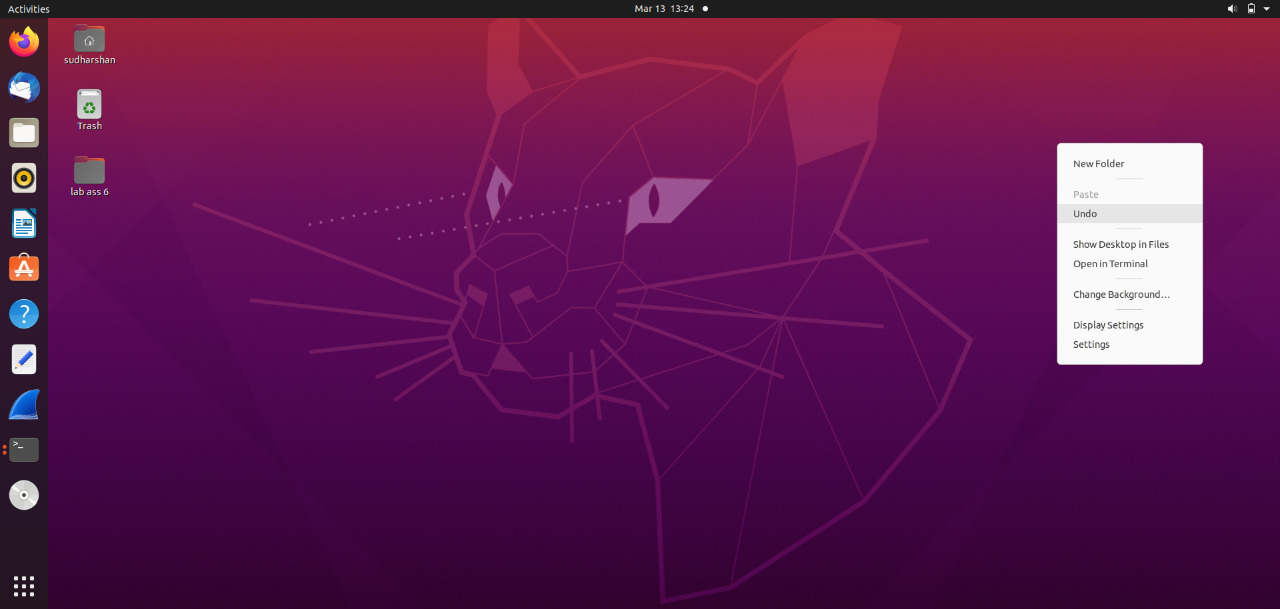 Activities
Mar 13 13:24
sudharshan
Trash
lab ass 6
New Folder
Paste
Undo
Show Desktop in Files
Open in Terminal
Change Background…
Display Settings
Settings